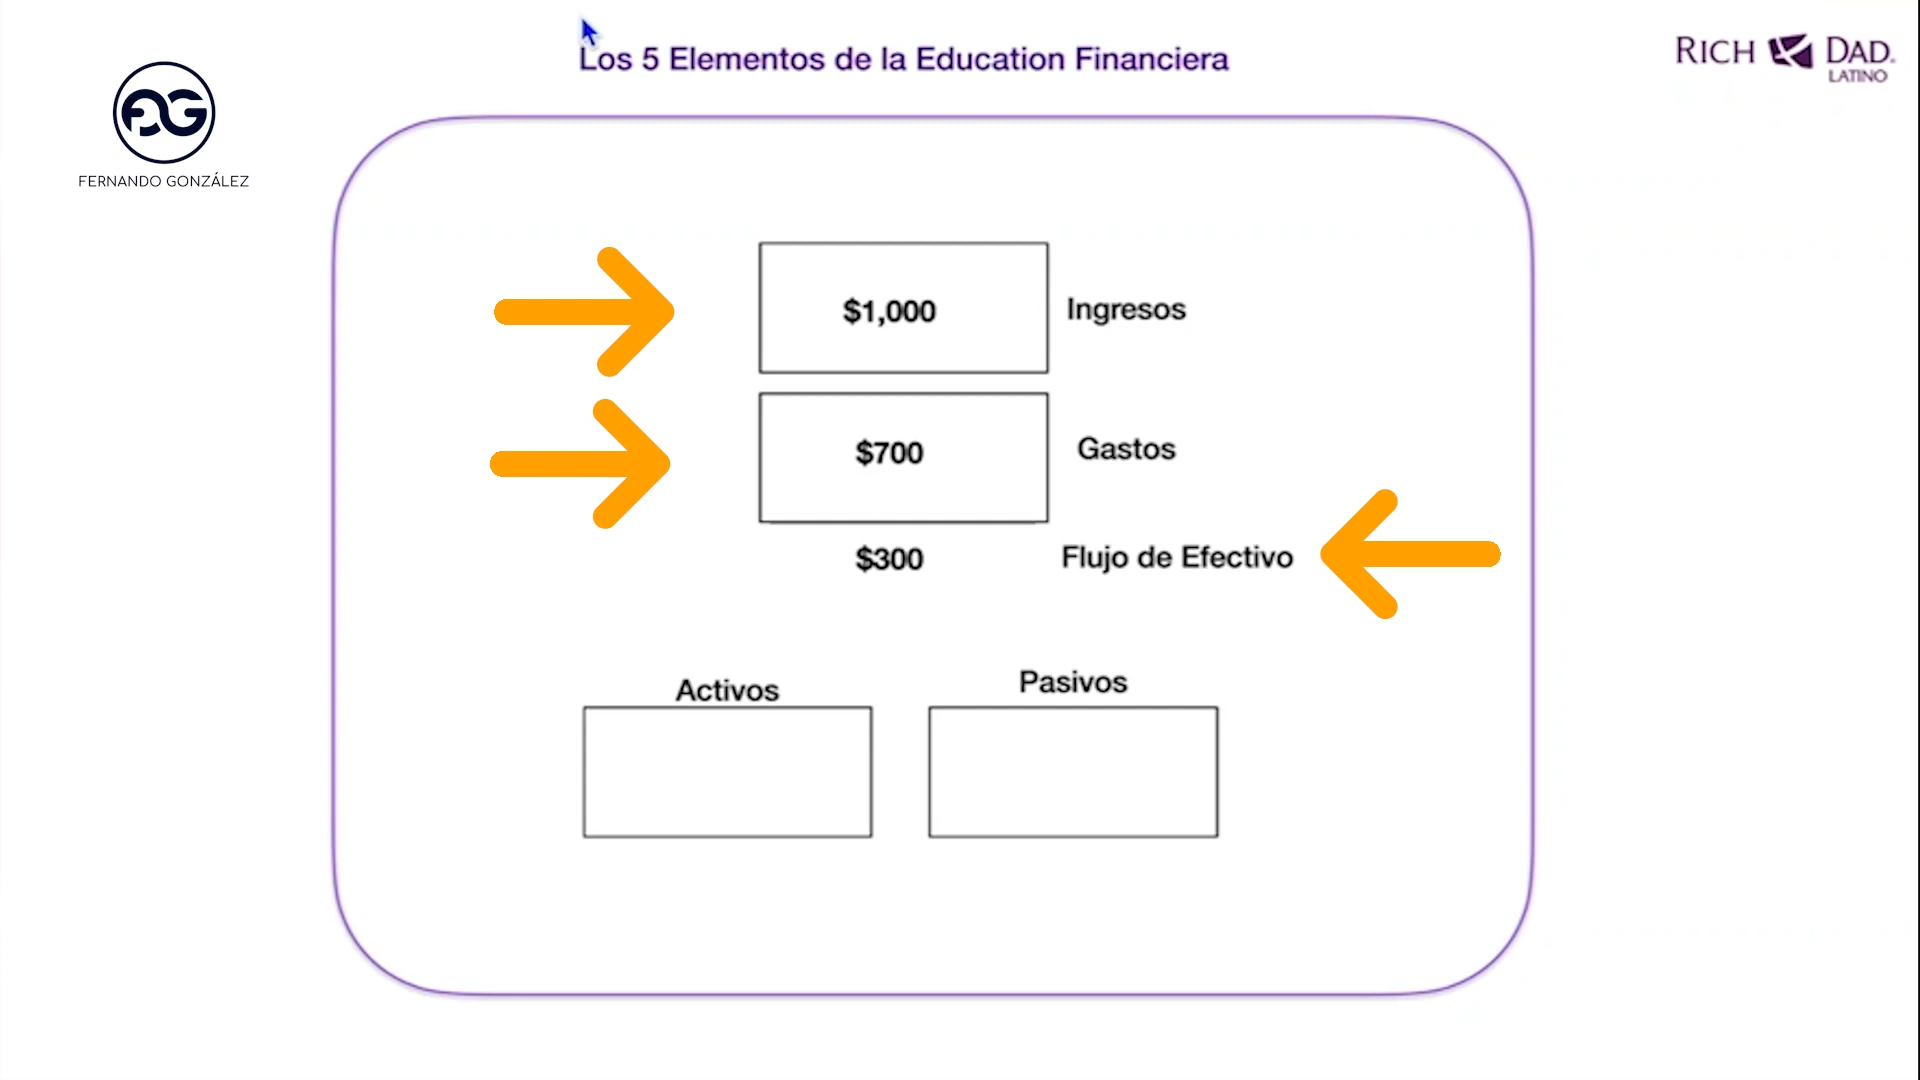 Los 5 Elementos de la Education Financiera
RICH DAD.
LATINO
FG
FERNANDO GONZÁLEZ
$1,000 Ingresos
$700 Gastos
$300 Flujo de Efectivo
Activos Pasivos